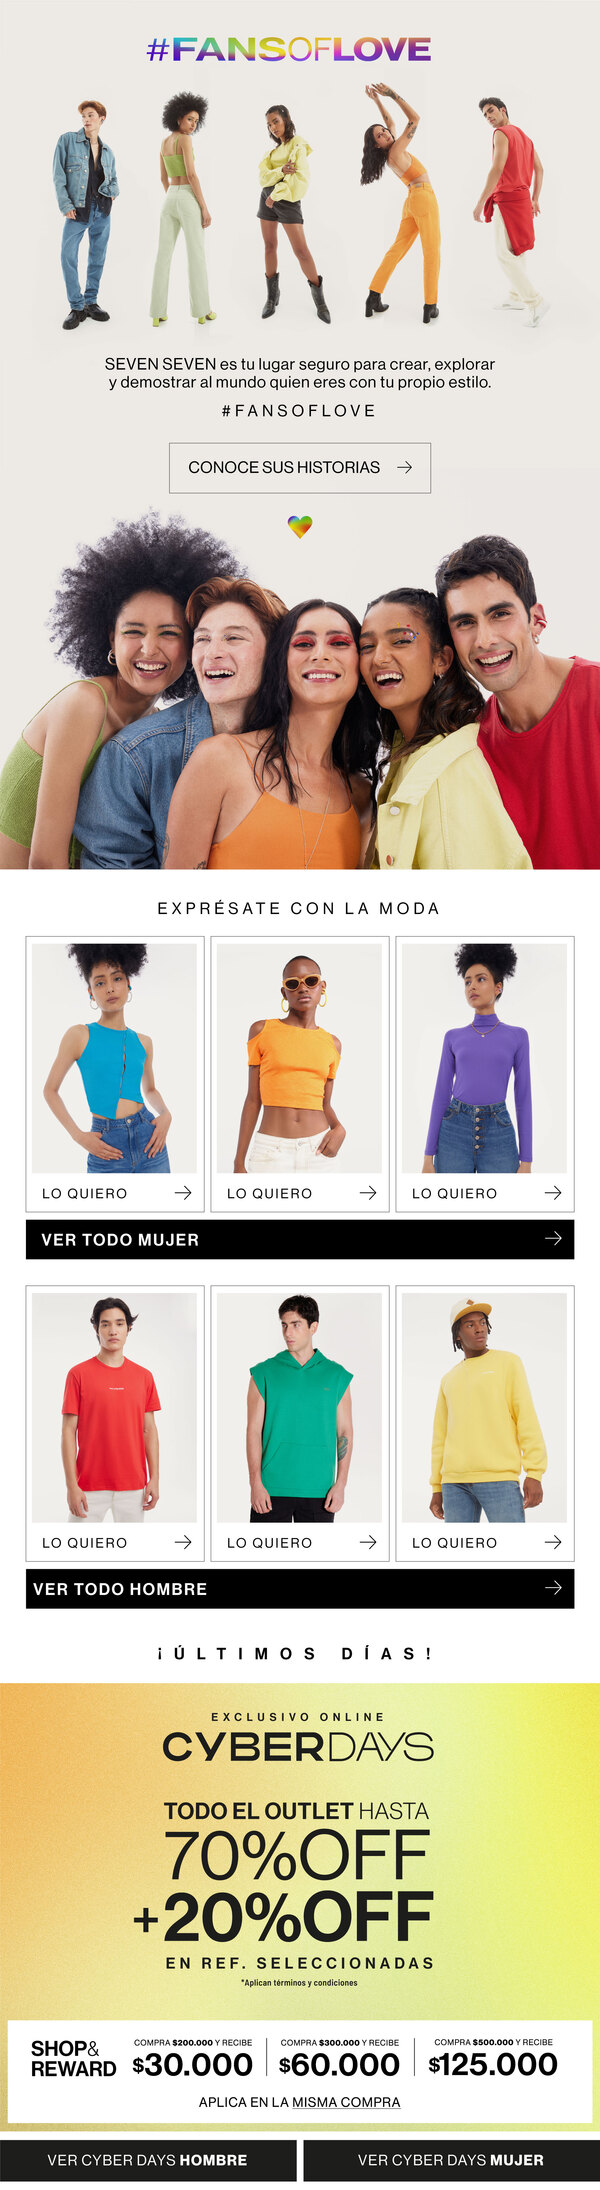 #FANSOFLOVE
SEVEN SEVEN es tu lugar seguro para crear, explorar
y demostrar al mundo quien eres con tu propio estilo.
#FANSOFLOVE
CONOCE SUS HISTORIAS
EXPRÉSATE CON LA MODA
LO QUIERO LO QUIERO LO QUIERO
VER TODO MUJER
LO QUIERO LO QUIERO LO QUIERO
VER TODO HOMBRE
¡ÚLTIMOS DÍAS!
EXCLUSIVO ONLINE
CYBERDAYS
TODO EL OUTLET HASTA
70%OFF
+20%OFF
EN REF. SELECCIONADAS
*Aplican términos y condiciones
SHOP&
REWARD
COMPRA $200.000 Y RECIBE
$30.000
COMPRA $300.000 Y RECIBE
$60.000
COMPRA $500.000 Y RECIBE
$125.000
APLICA EN LA MISMA COMPRA
VER CYBER DAYS HOMBRE
VER CYBER DAYS MUJER